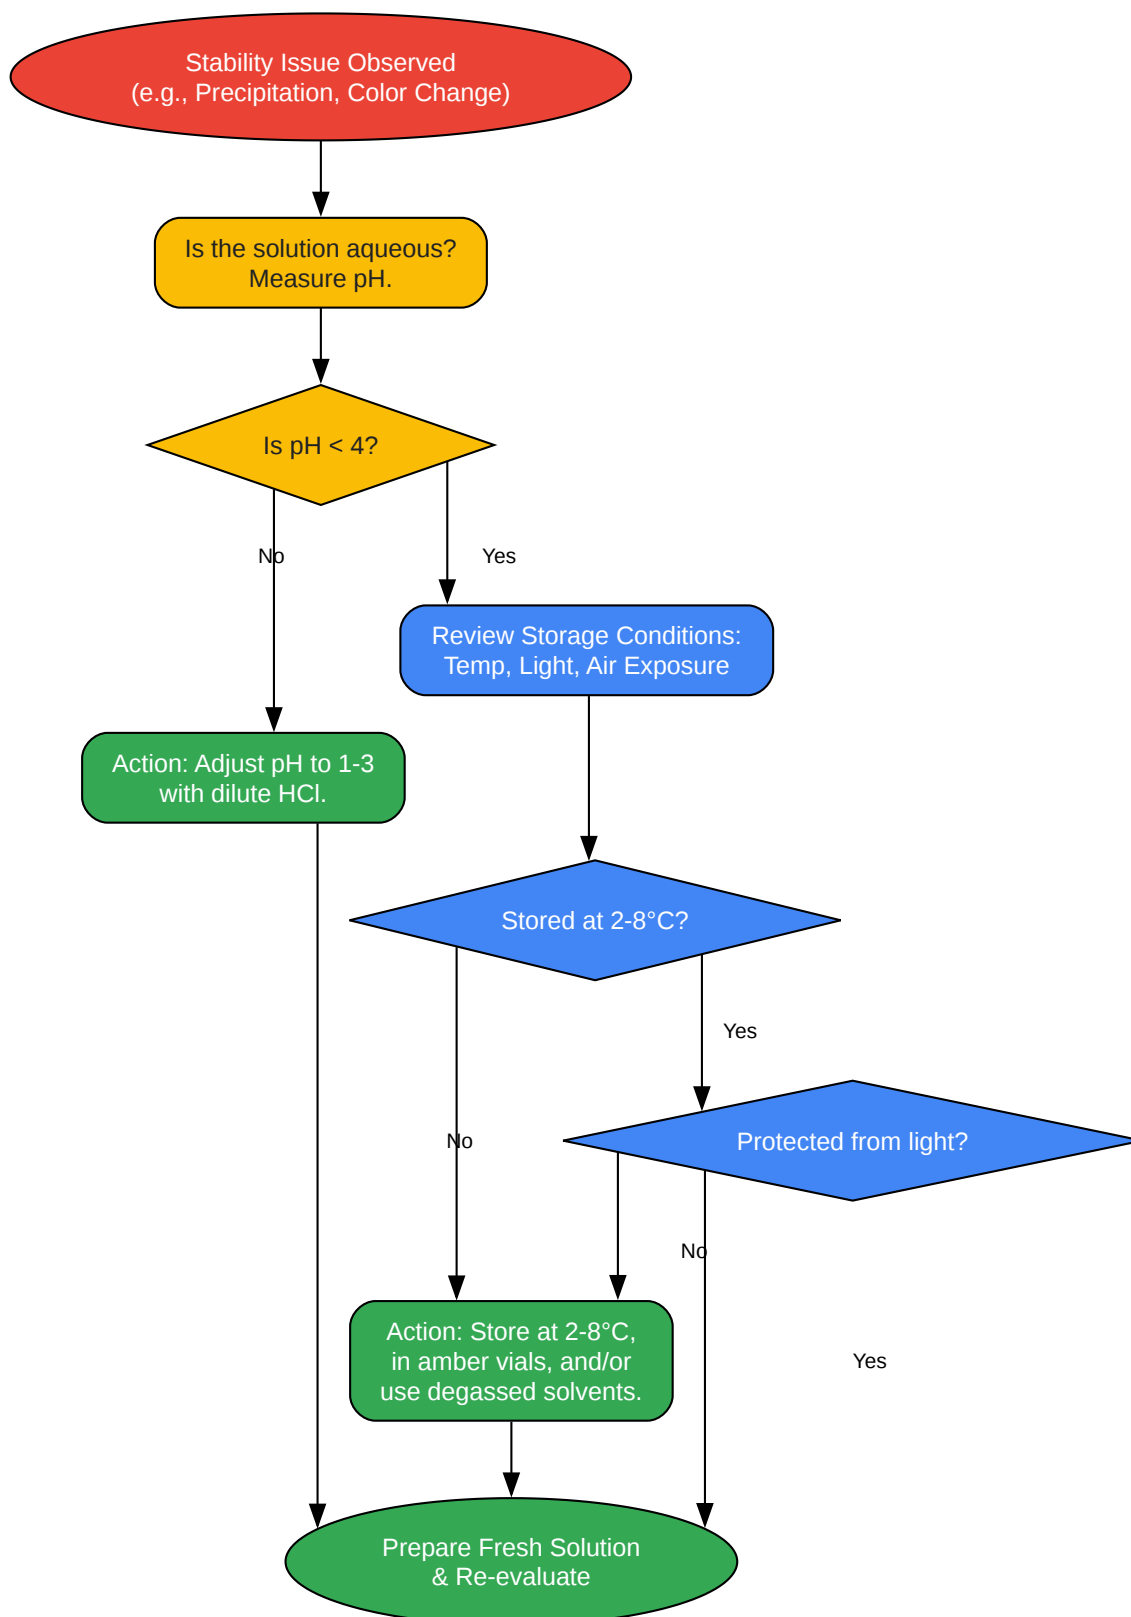 Stability Issue Observed
(e.g., Precipitation, Color Change)
Is the solution aqueous?
Measure pH.
Is pH < 4?
No
Yes
Review Storage Conditions:
Temp, Light, Air Exposure
Action: Adjust pH to 1-3
with dilute HCl.
Stored at 2-8°C?
Yes
No
Protected from light?
No
Action: Store at 2-8°C,
in amber vials, and/or
use degassed solvents.
Yes
Prepare Fresh Solution
& Re-evaluate